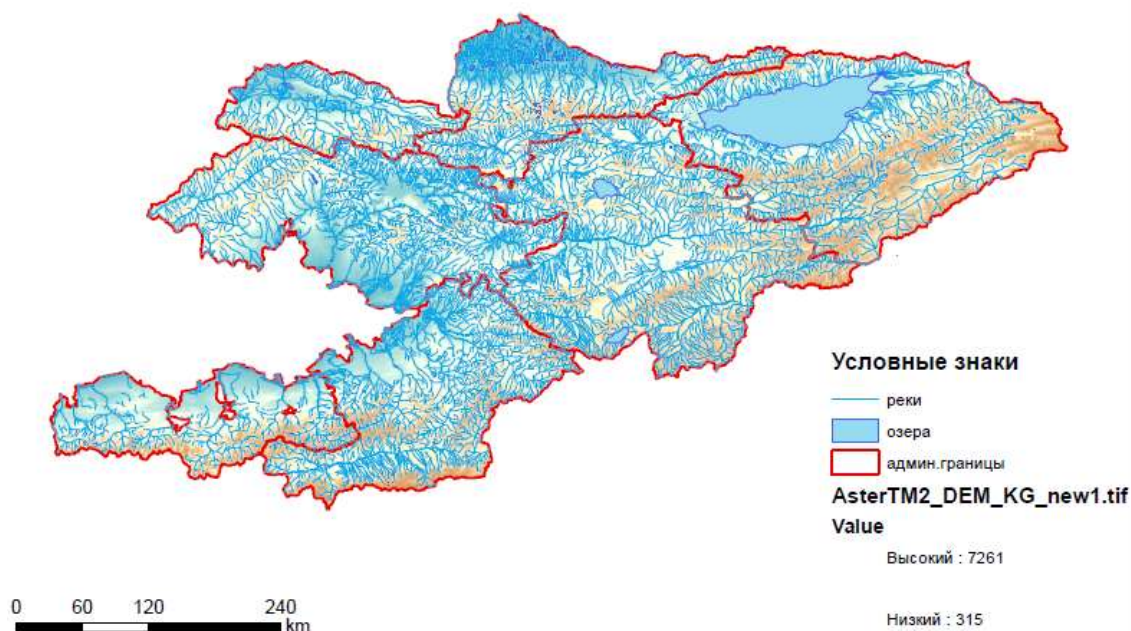 Условные знаки
реки
озера
админ.границы
AsterTM2_DEM_KG_new1.tif
Value
Высокий : 7261
Низкий : 315
0 60 120 240
km